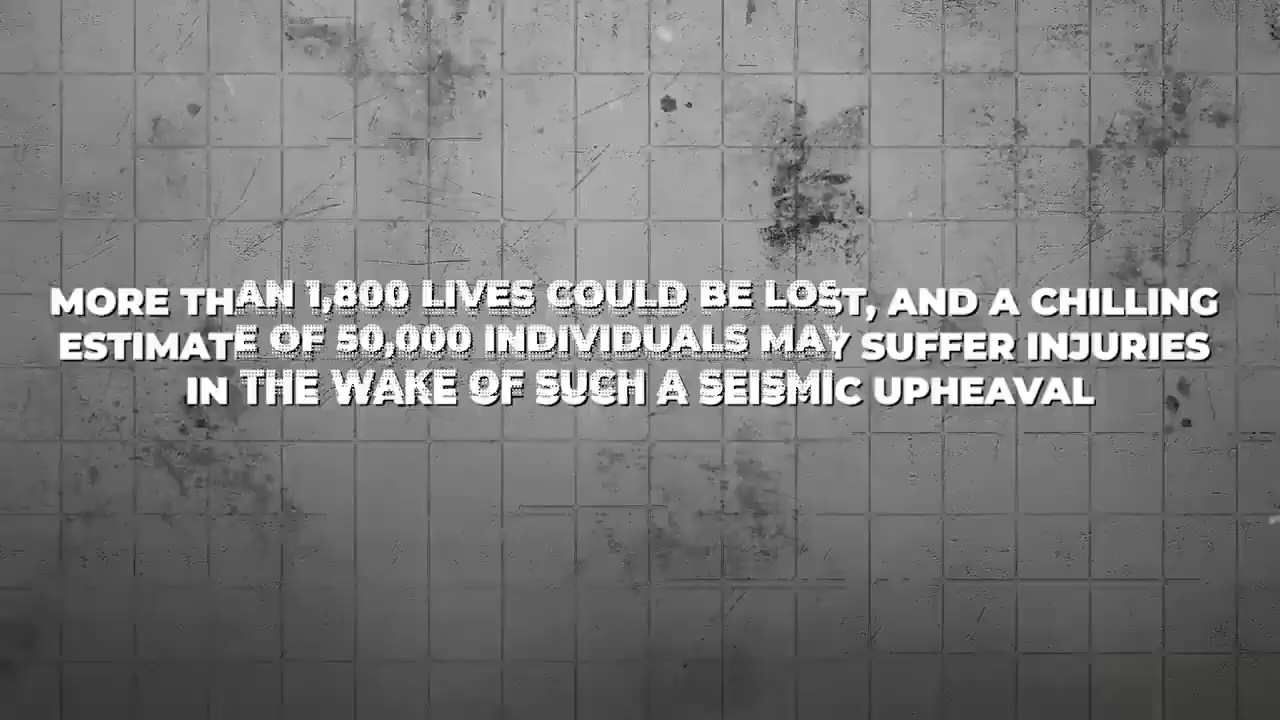 MORE THAN 1,800 LIVES COULD BE LOST, AND A CHILLING
ESTIMATE OF 50,000 INDIVIDUALS MAY SUFFER INJURIES
IN THE WAKE OF SUCH A SEISMIC UPHEAVAL